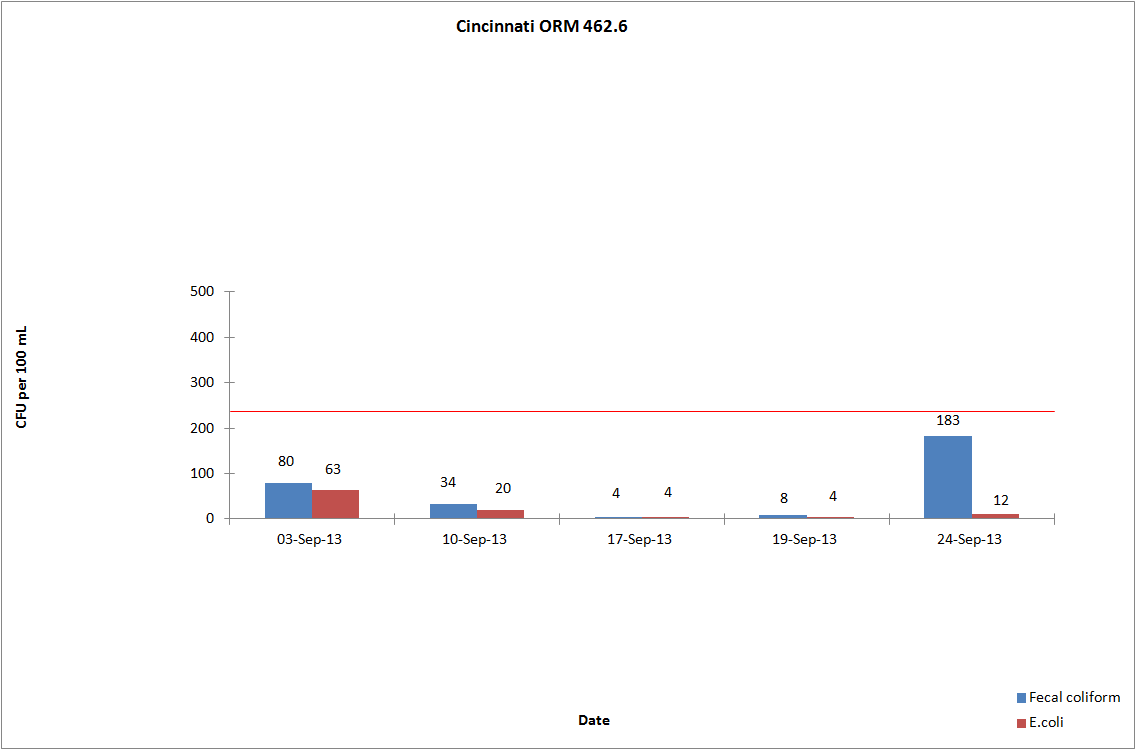 Cincinnati ORM 462.6
CFU per 100 mL
500
400
300
200
100
0
80
63
34
20
4
4
8
4
183
12
03-Sep-13
10-Sep-13
17-Sep-13
19-Sep-13
24-Sep-13
Date
Fecal coliform
E.coli